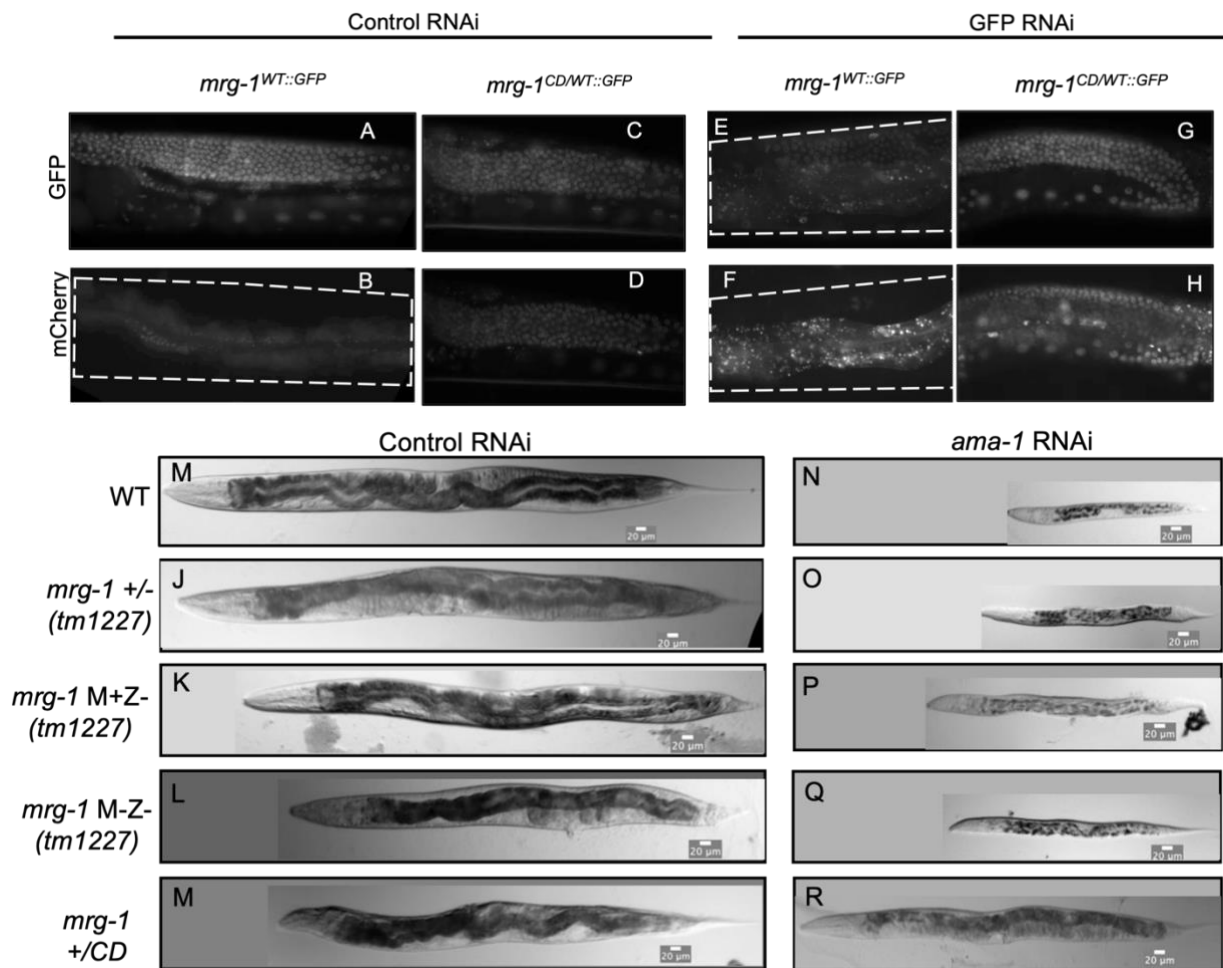 Control RNAi
GFP RNAi
mrg-1WT::GFP
mrg-1CD/WT::GFP
mrg-1WT::GFP
mrg-1CD/WT::GFP
GFP
A
C
E
G
mCherry
B
D
F
H
Control RNAi
ama-1 RNAi
WT
M
20 µm
N
20 µm
mrg-1 +/-
(tm1227)
J
20 µm
O
20 µm
mrg-1 M+Z-
(tm1227)
K
20 µm
P
20 µm
mrg-1 M-Z-
(tm1227)
L
20 µm
Q
20 µm
mrg-1
+/CD
M
20 µm
R
20 µm